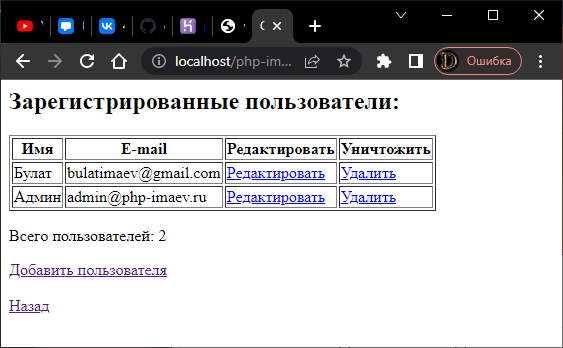 localhost/php-im...
Ошибка
Зарегистрированные пользователи:
Имя E-mail Редактировать Уничтожить
Булат bulatimaev@gmail.com Редактировать Удалить
Админ admin@php-imaev.ru Редактировать Удалить
Всего пользователей: 2
Добавить пользователя
Назад